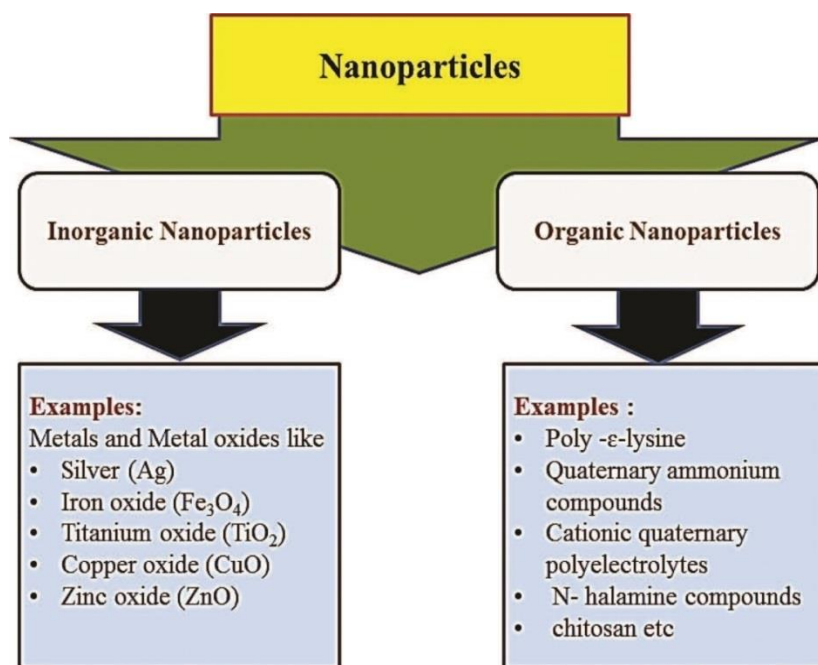 Nanoparticles
Inorganic Nanoparticles
Organic Nanoparticles
Examples:
Metals and Metal oxides like
• Silver (Ag)
• Iron oxide (Fe₃O₄)
• Titanium oxide (TiO₂)
• Copper oxide (CuO)
• Zinc oxide (ZnO)
Examples :
• Poly -ε-lysine
• Quaternary ammonium
compounds
• Cationic quaternary
polyelectrolytes
• N- halamine compounds
• chitosan etc